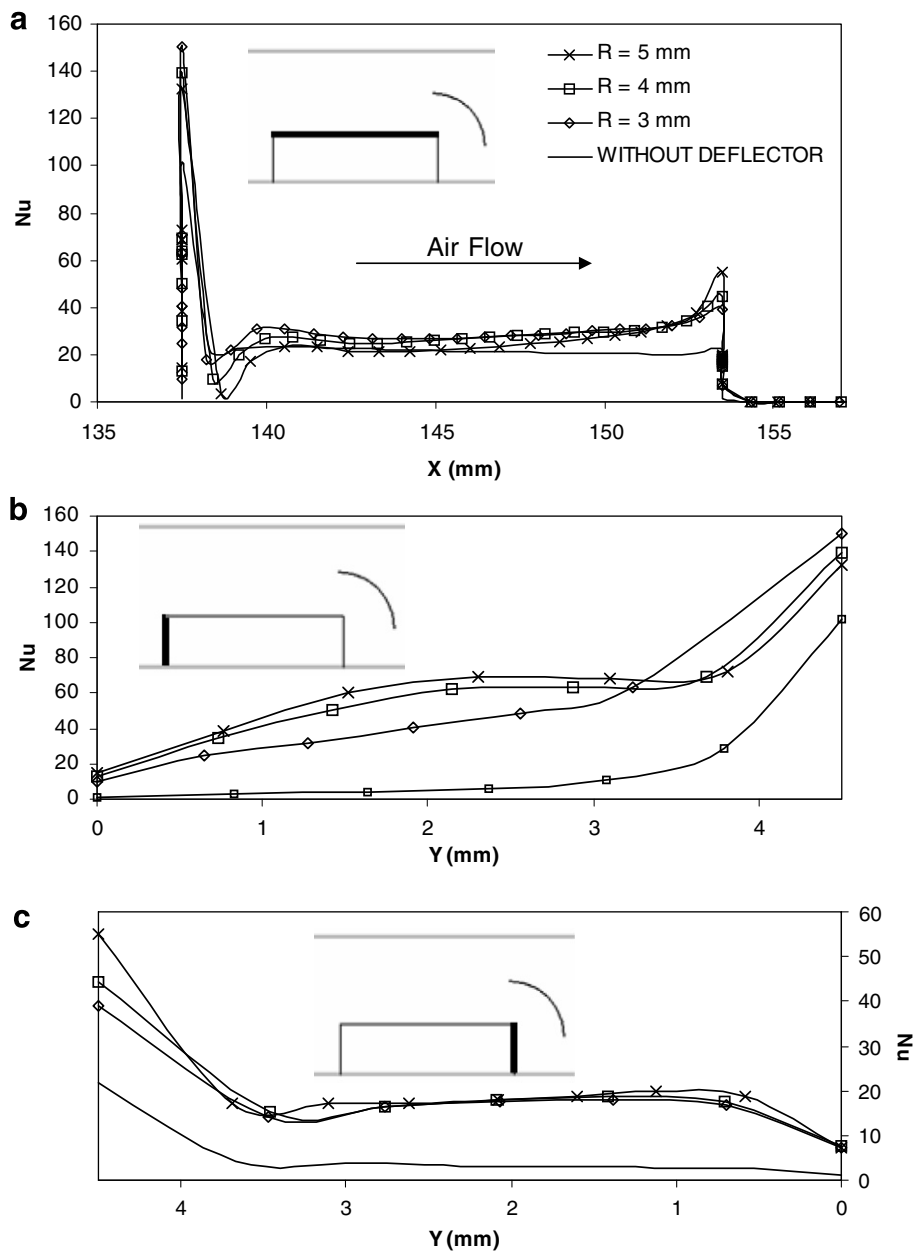 a
160
140
120
100
80
60
40
20
0
Nu
R = 5 mm
R = 4 mm
R = 3 mm
WITHOUT DEFLECTOR
Air Flow
135 140 145 150 155
X (mm)
b
160
140
120
100
80
60
40
20
0
Nu
0 1 2 3 4
Y (mm)
c
60
50
40
30
20
10
0
Nu
4 3 2 1 0
Y (mm)